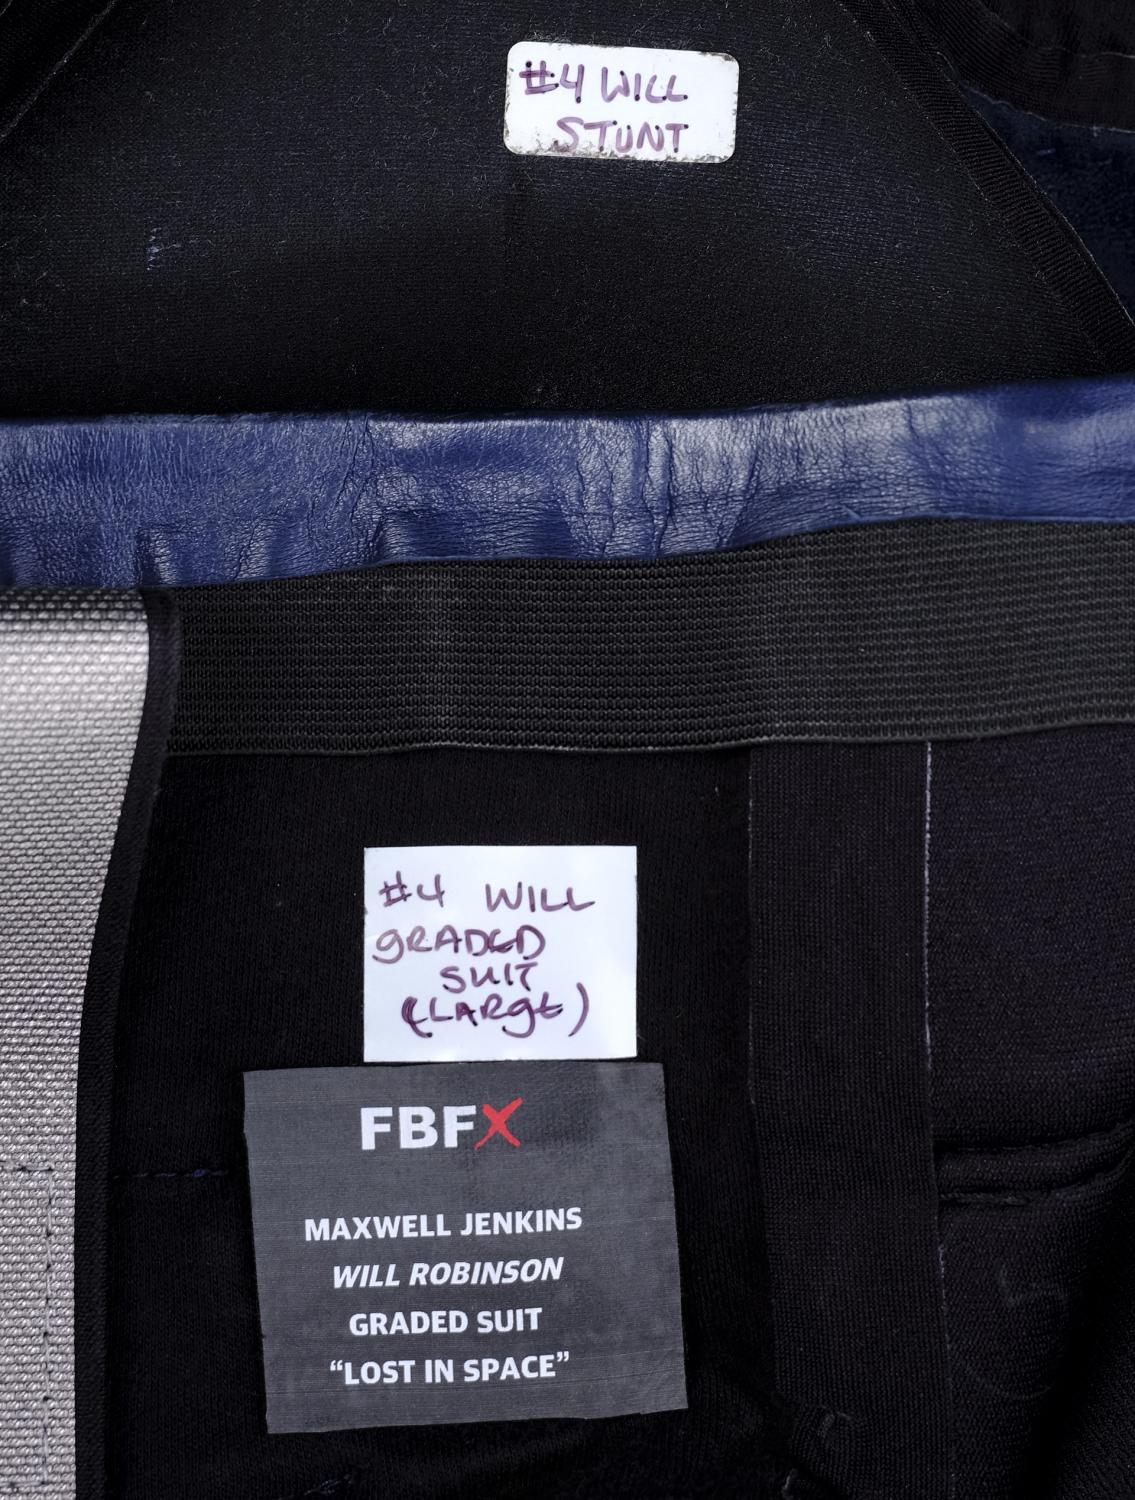 #4 WILL
STUNT
#4 WILL
gRADED
SUIT
(LARgE)
FBFX
MAXWELL JENKINS
WILL ROBINSON
GRADED SUIT
“LOST IN SPACE”